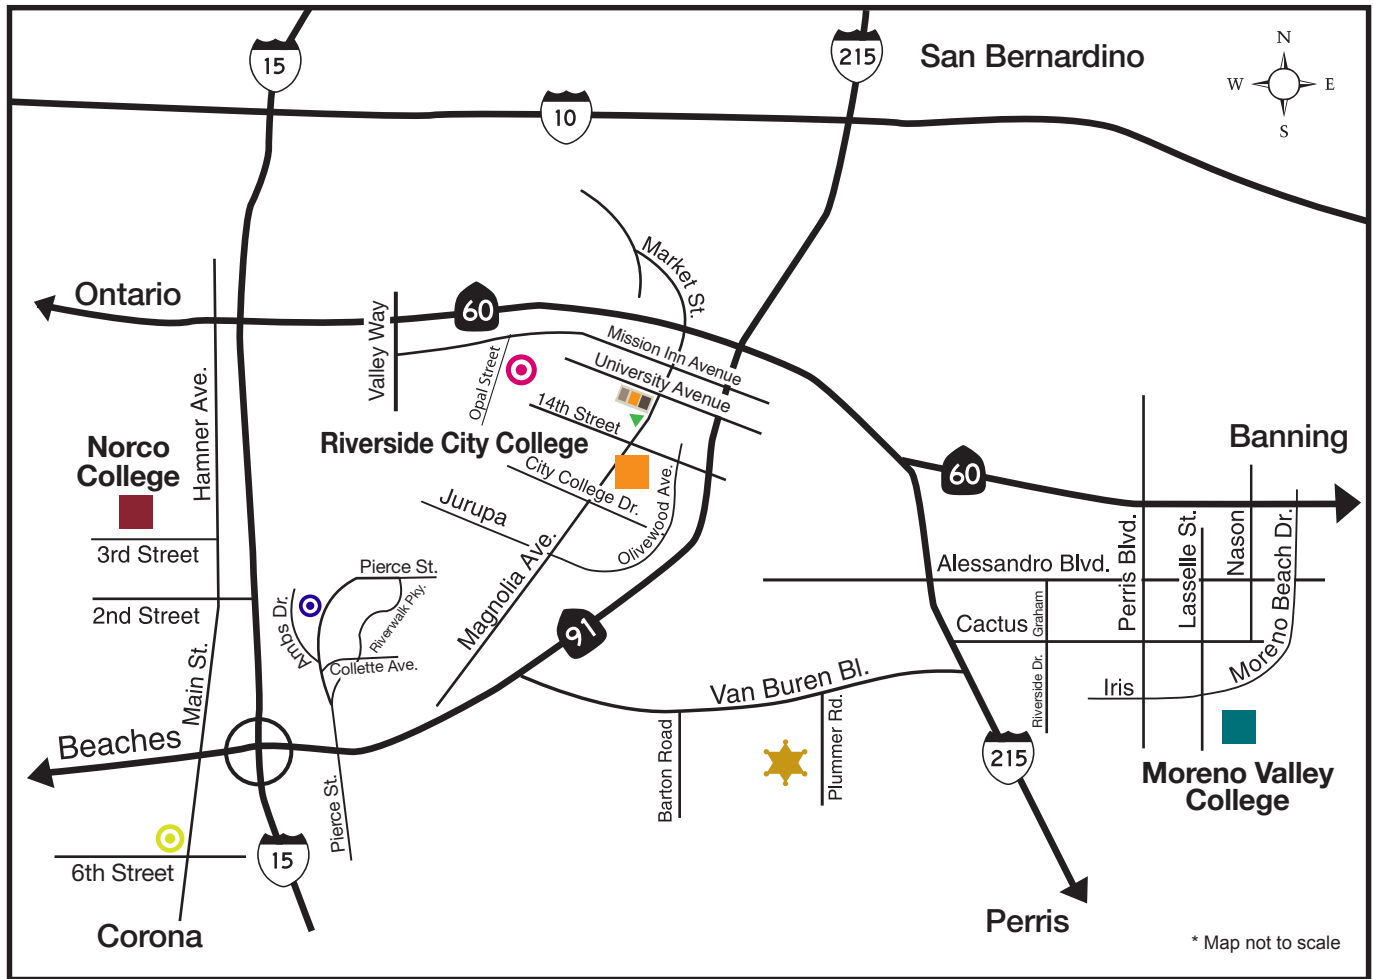 15
215
San Bernardino
N
W
E
S
10
Market St.
Ontario
60
Valley Way
Mission Inn Avenue
University Avenue
Opal Street
14th Street
Hamner Ave.
Riverside City College
Norco
College
City College Dr.
Olivewood Ave.
Jurupa
Magnolia Ave.
60
Banning
3rd Street
2nd Street
Pierce St.
Ambs Dr.
Riverwalk Pky.
Collette Ave.
91
Alessandro Blvd.
Perris Blvd.
Lasselle St.
Nason
Moreno Beach Dr.
Cactus
Graham
Riverside Dr.
Iris
Main St.
Van Buren Bl.
Beaches
Barton Road
Plummer Rd.
215
Moreno Valley
College
Pierce St.
15
6th Street
Corona
Perris
* Map not to scale